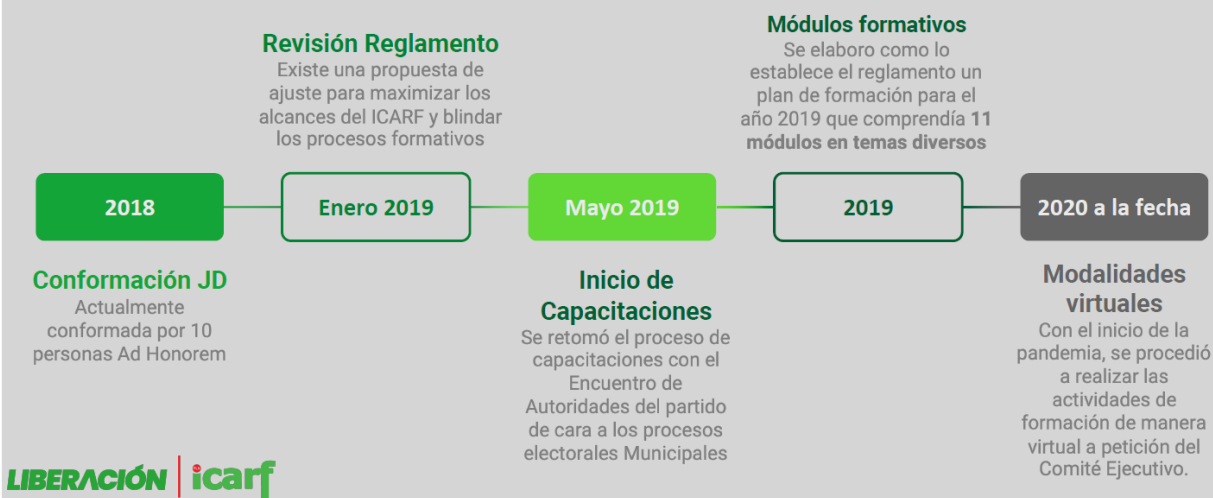 Revisión Reglamento
Existe una propuesta de
ajuste para maximizar los
alcances del ICARF y blindar
los procesos formativos
Módulos formativos
Se elaboro como lo
establece el reglamento un
plan de formación para el
año 2019 que comprendía 11
módulos en temas diversos
2018
Enero 2019
Mayo 2019
2019
2020 a la fecha
Conformación JD
Actualmente
conformada por 10
personas Ad Honorem
Inicio de
Capacitaciones
Se retomó el proceso de
capacitaciones con el
Encuentro de
Autoridades del partido
de cara a los procesos
electorales Municipales
Modalidades
virtuales
Con el inicio de la
pandemia, se procedió
a realizar las
actividades de
formación de manera
virtual a petición del
Comité Ejecutivo.
LIBERACIÓN icarf